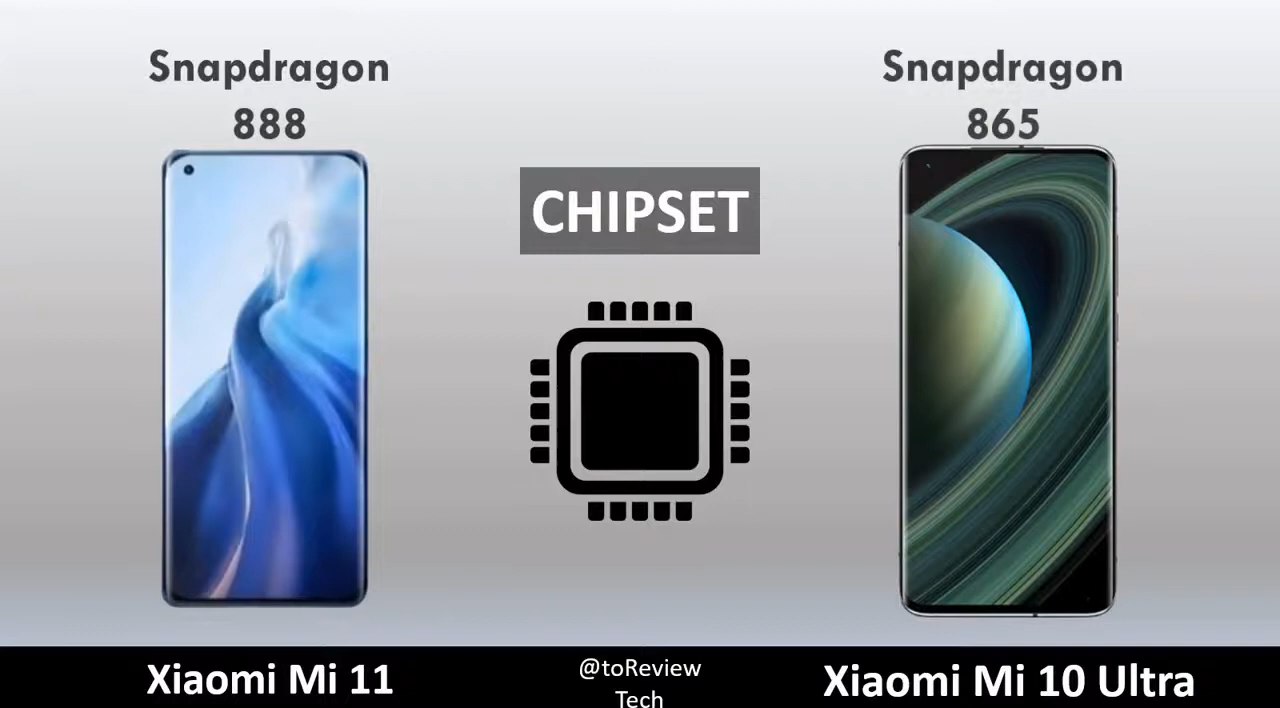 Snapdragon
888
Snapdragon
865
CHIPSET
Xiaomi Mi 11
@toReview
Tech
Xiaomi Mi 10 Ultra